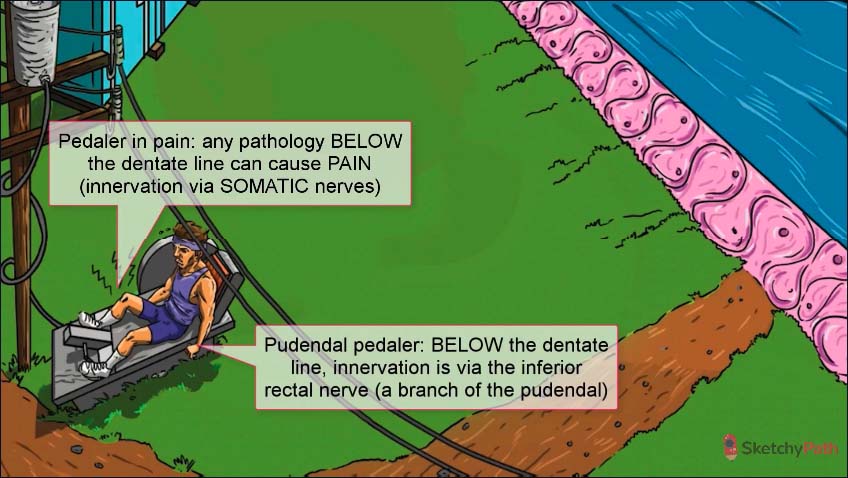 Pedaler in pain: any pathology BELOW
the dentate line can cause PAIN
(innervation via SOMATIC nerves)
Pudendal pedaler: BELOW the dentate
line, innervation is via the inferior
rectal nerve (a branch of the pudendal)
SketchyPath